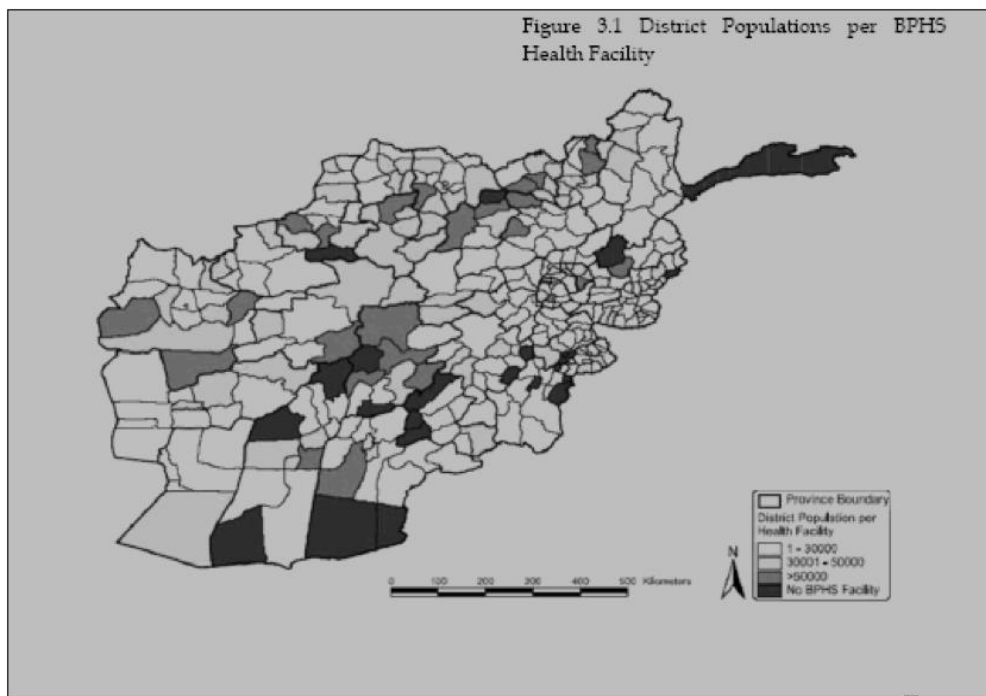 Figure 3.1 District Populations per BPHS
Health Facility
Province Boundary
District Population per
Health Facility
1 - 30000
30001 - 50000
>50000
No BPHS Facility
N
0 100 200 300 400 500 Kilometers